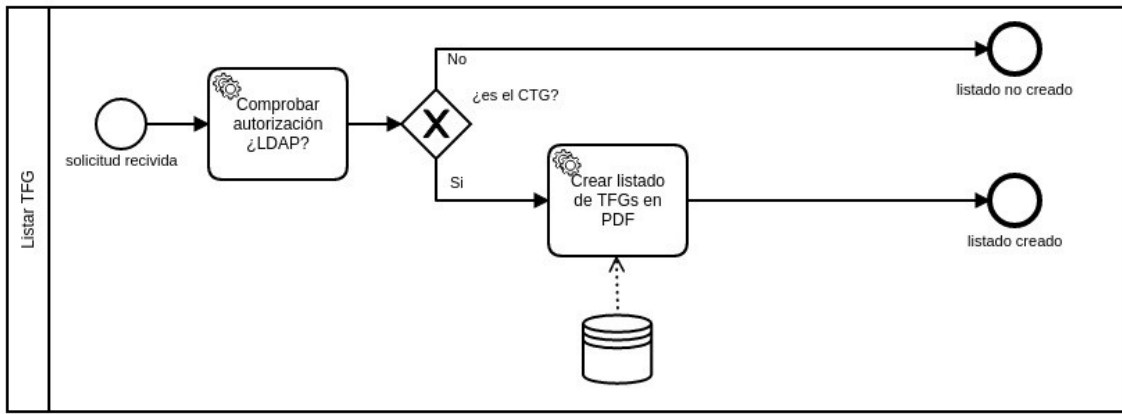 Listar TFG
solicitud recivida
Comprobar
autorización
¿LDAP?
¿es el CTG?
No
listado no creado
Si
Crear listado
de TFGs en
PDF
listado creado